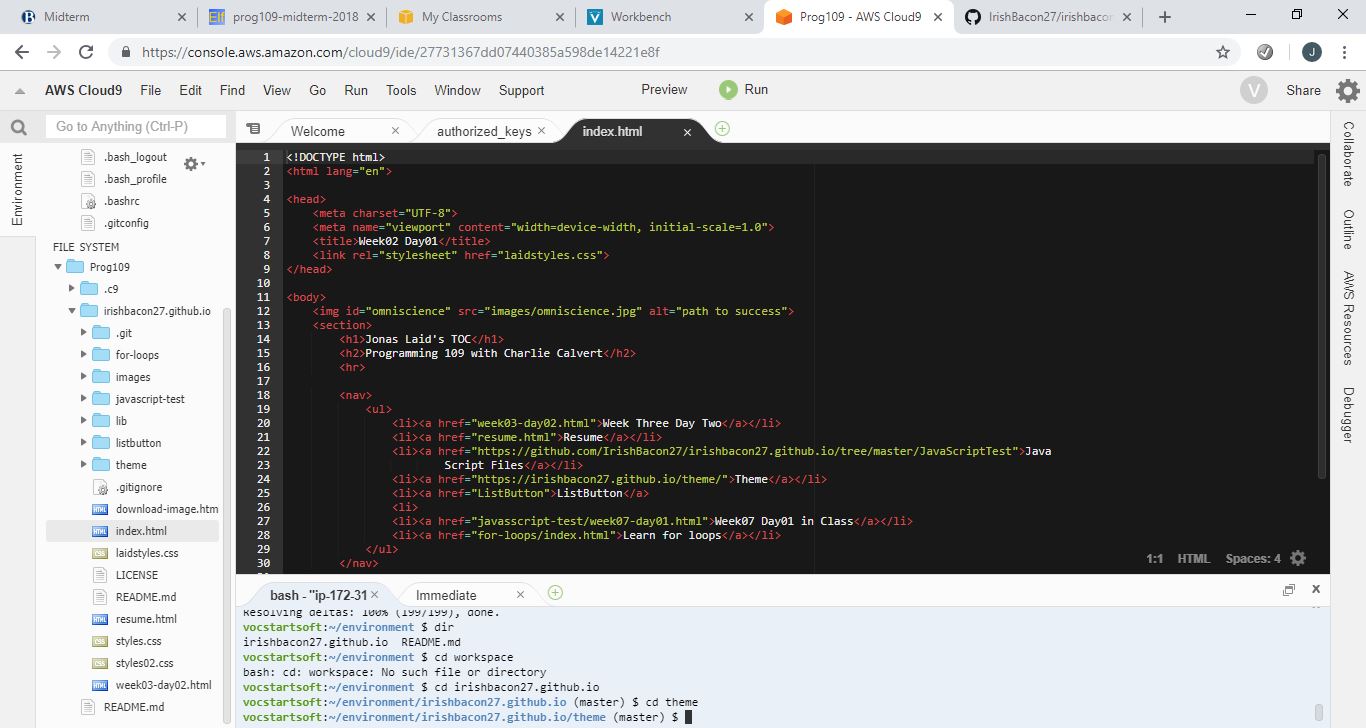 Midterm
prog109-midterm-2018
My Classrooms
Workbench
Prog109 - AWS Cloud9
IrishBacon27/irishbacon
https://console.aws.amazon.com/cloud9/ide/27731367dd07440385a598de14221e8f
J
AWS Cloud9 File Edit Find View Go Run Tools Window Support Preview Run V Share
Go to Anything (Ctrl-P)
Welcome
authorized_keys
index.html
Environment
.bash_logout
.bash_profile
.bashrc
.gitconfig
FILE SYSTEM
Prog109
.c9
irishbacon27.github.io
.git
for-loops
images
javascript-test
lib
listbutton
theme
.gitignore
download-image.htm
index.html
laidstyles.css
LICENSE
README.md
resume.html
styles.css
styles02.css
week03-day02.html
README.md
1 <!DOCTYPE html>
2 <html lang="en">
3
4 <head>
5 <meta charset="UTF-8">
6 <meta name="viewport" content="width=device-width, initial-scale=1.0">
7 <title>Week02 Day01</title>
8 <link rel="stylesheet" href="laidstyles.css">
9 </head>
10
11 <body>
12 <img id="omniscience" src="images/omniscience.jpg" alt="path to success">
13 <section>
14 <h1>Jonas Laid's TOC</h1>
15 <h2>Programming 109 with Charlie Calvert</h2>
16 <hr>
17
18 <nav>
19 <ul>
20 <li><a href="week03-day02.html">Week Three Day Two</a></li>
21 <li><a href="resume.html">Resume</a></li>
22 <li><a href="https://github.com/IrishBacon27/irishbacon27.github.io/tree/master/JavaScriptTest">Java
23 Script Files</a></li>
24 <li><a href="https://irishbacon27.github.io/theme/">Theme</a></li>
25 <li><a href="ListButton">ListButton</a>
26 <li>
27 <li><a href="javasscript-test/week07-day01.html">Week07 Day01 in Class</a></li>
28 <li><a href="for-loops/index.html">Learn for loops</a></li>
29 </ul>
30 </nav>
1:1 HTML Spaces: 4
Collaborate
Outline
AWS Resources
Debugger
bash - "ip-172-31
Immediate
Resolving deltas: 100% (199/199), done.
vocstartsoft:~/environment $ dir
irishbacon27.github.io README.md
vocstartsoft:~/environment $ cd workspace
bash: cd: workspace: No such file or directory
vocstartsoft:~/environment $ cd irishbacon27.github.io
vocstartsoft:~/environment/irishbacon27.github.io (master) $ cd theme
vocstartsoft:~/environment/irishbacon27.github.io/theme (master) $